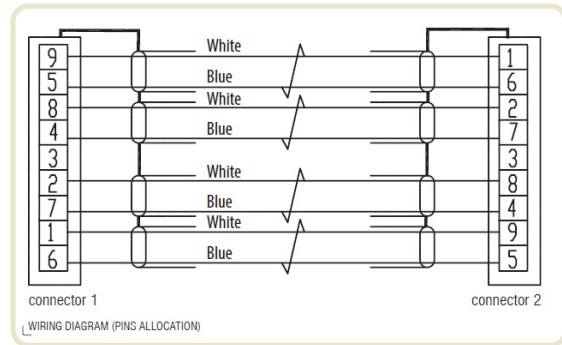 9 White 1
5 Blue 6
8 White 2
4 Blue 7
3 3
2 White 8
7 Blue 4
1 White 9
6 Blue 5
connector 1 connector 2
WIRING DIAGRAM (PINS ALLOCATION)